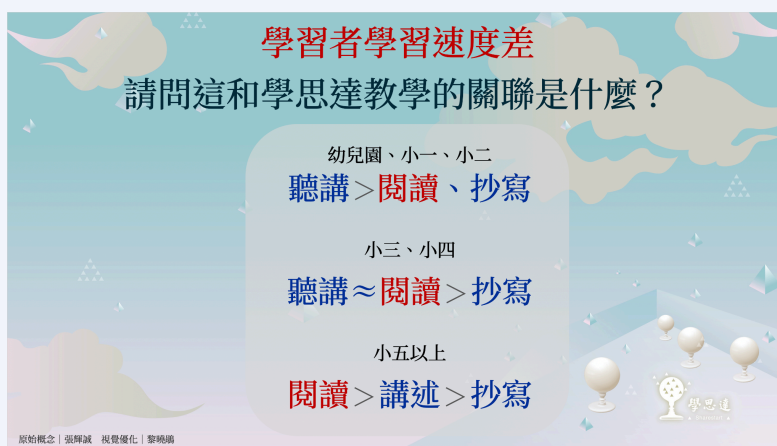 學習者學習速度差
請問這和學思達教學的關聯是什麼？
幼兒園、小一、小二
聽講>閱讀、抄寫
小三、小四
聽講≈閱讀>抄寫
小五以上
閱讀>講述>抄寫
學思達
原始概念｜張輝誠 視覺優化｜黎曉鵑